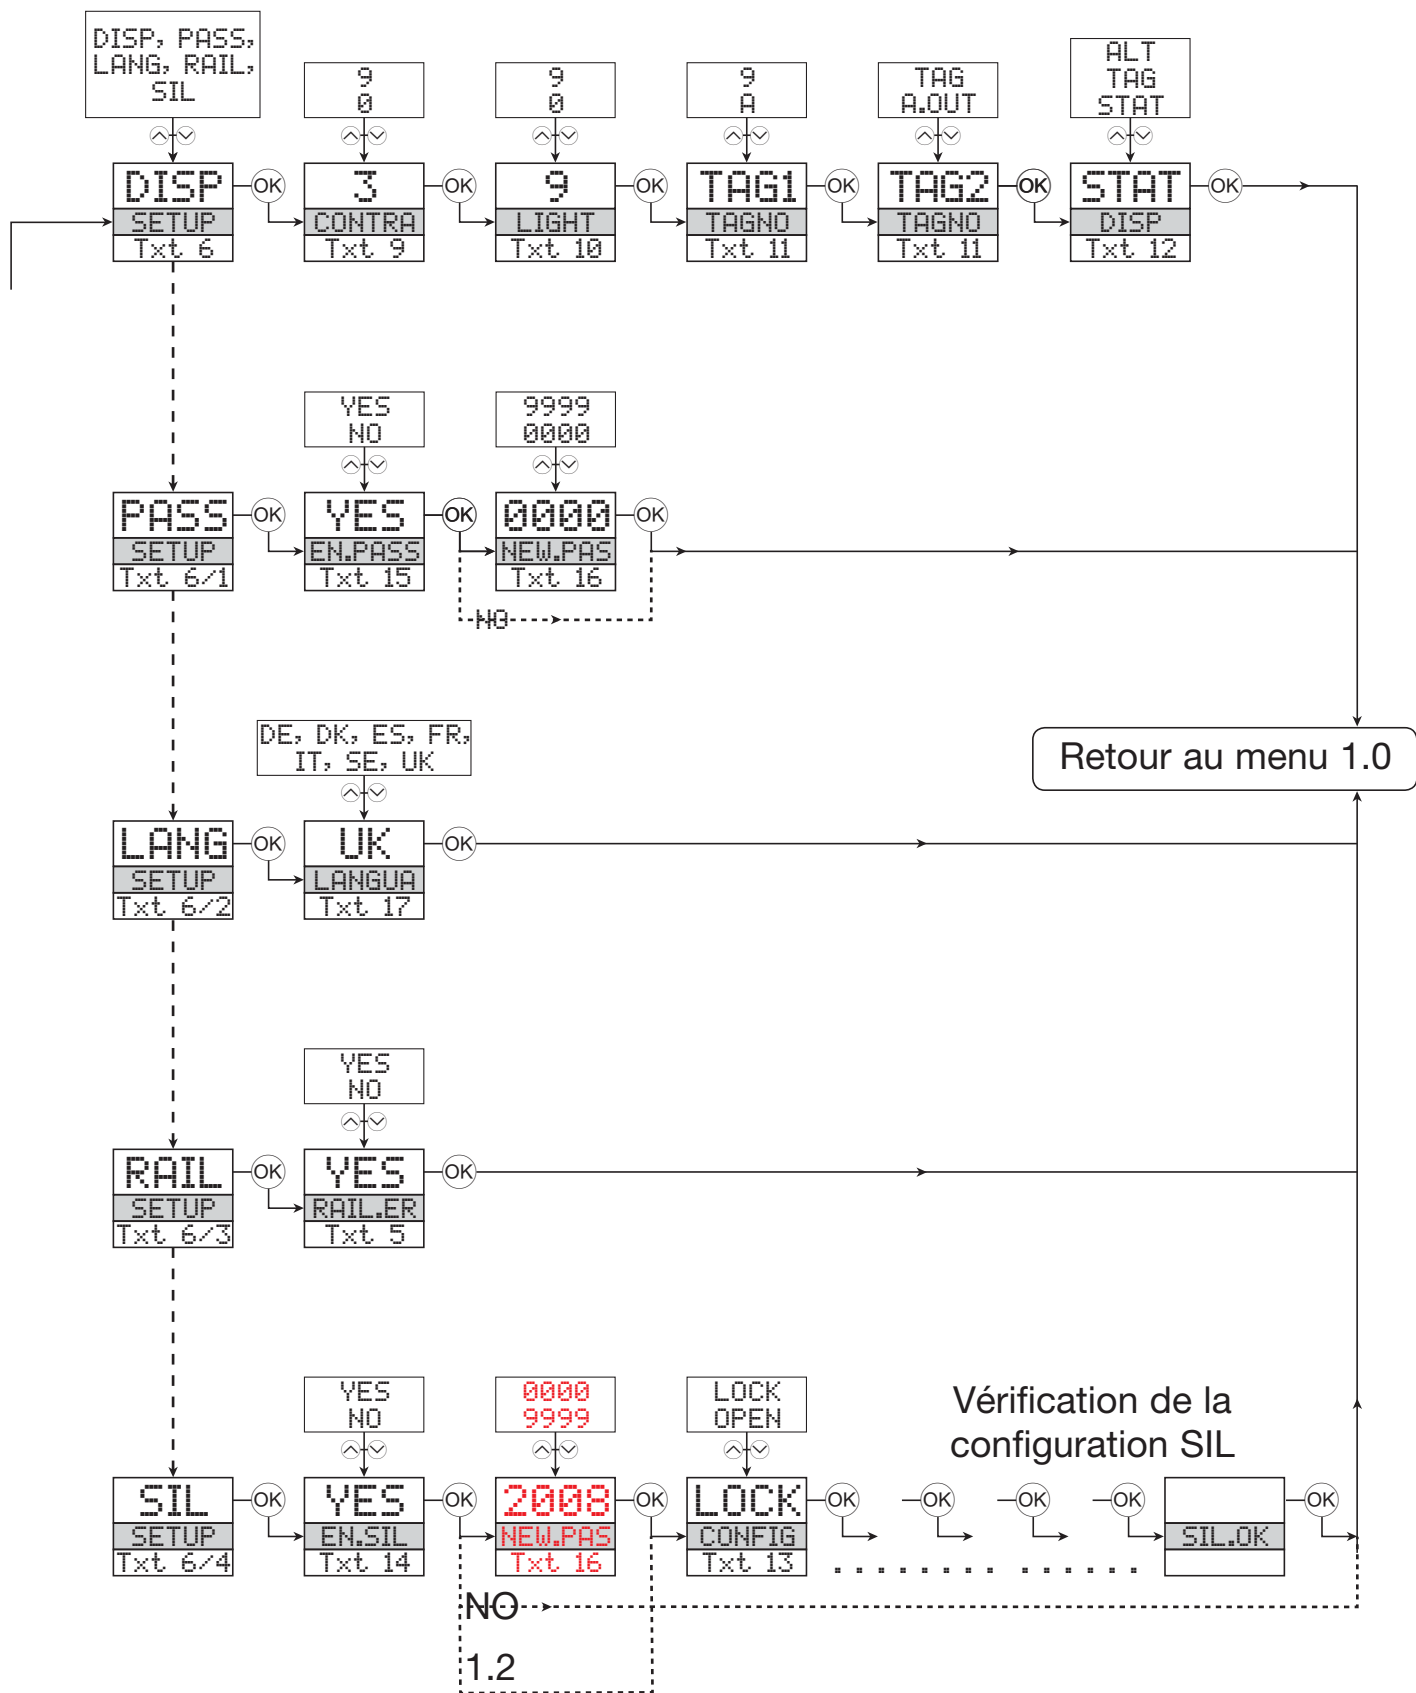 DISP, PASS,
LANG, RAIL,
SIL
9
0
9
0
9
A
TAG
A.OUT
ALT
TAG
STAT
DISP OK 3 OK 9 OK TAG1 OK TAG2 OK STAT OK
SETUP CONTRA LIGHT TAGNO TAGNO DISP
Txt 6 Txt 9 Txt 10 Txt 11 Txt 11 Txt 12
YES
NO
9999
0000
PASS OK YES OK 0000 OK
SETUP EN.PASS NEW.PAS
Txt 6/1 Txt 15 Txt 16
NO
DE, DK, ES, FR,
IT, SE, UK
Retour au menu 1.0
LANG OK UK OK
SETUP LANGUA
Txt 6/2 Txt 17
YES
NO
RAIL OK YES OK
SETUP RAIL.ER
Txt 6/3 Txt 5
YES
NO
0000
9999
LOCK
OPEN
Vérification de la
configuration SIL
SIL OK YES OK 2008 OK LOCK OK OK OK OK OK
SETUP EN.SIL NEW.PAS CONFIG SIL.OK
Txt 6/4 Txt 14 Txt 16 Txt 13
NO
1.2